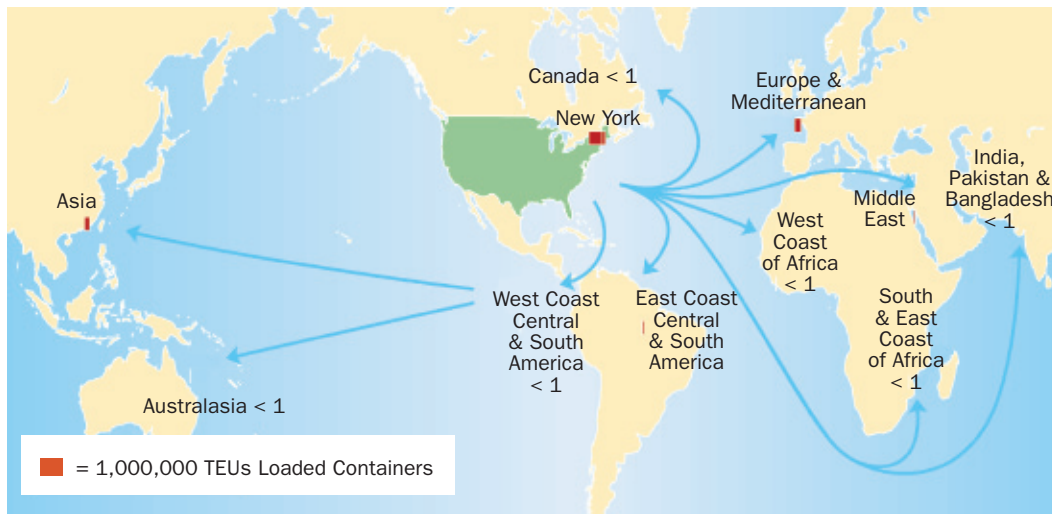 Canada < 1
New York
Europe &
Mediterranean
Asia
India,
Pakistan &
Bangladesh
< 1
Middle
East
West
Coast
of Africa
< 1
West Coast
Central
& South
America
< 1
East Coast
Central
& South
America
South
& East
Coast
of Africa
< 1
Australasia < 1
= 1,000,000 TEUs Loaded Containers